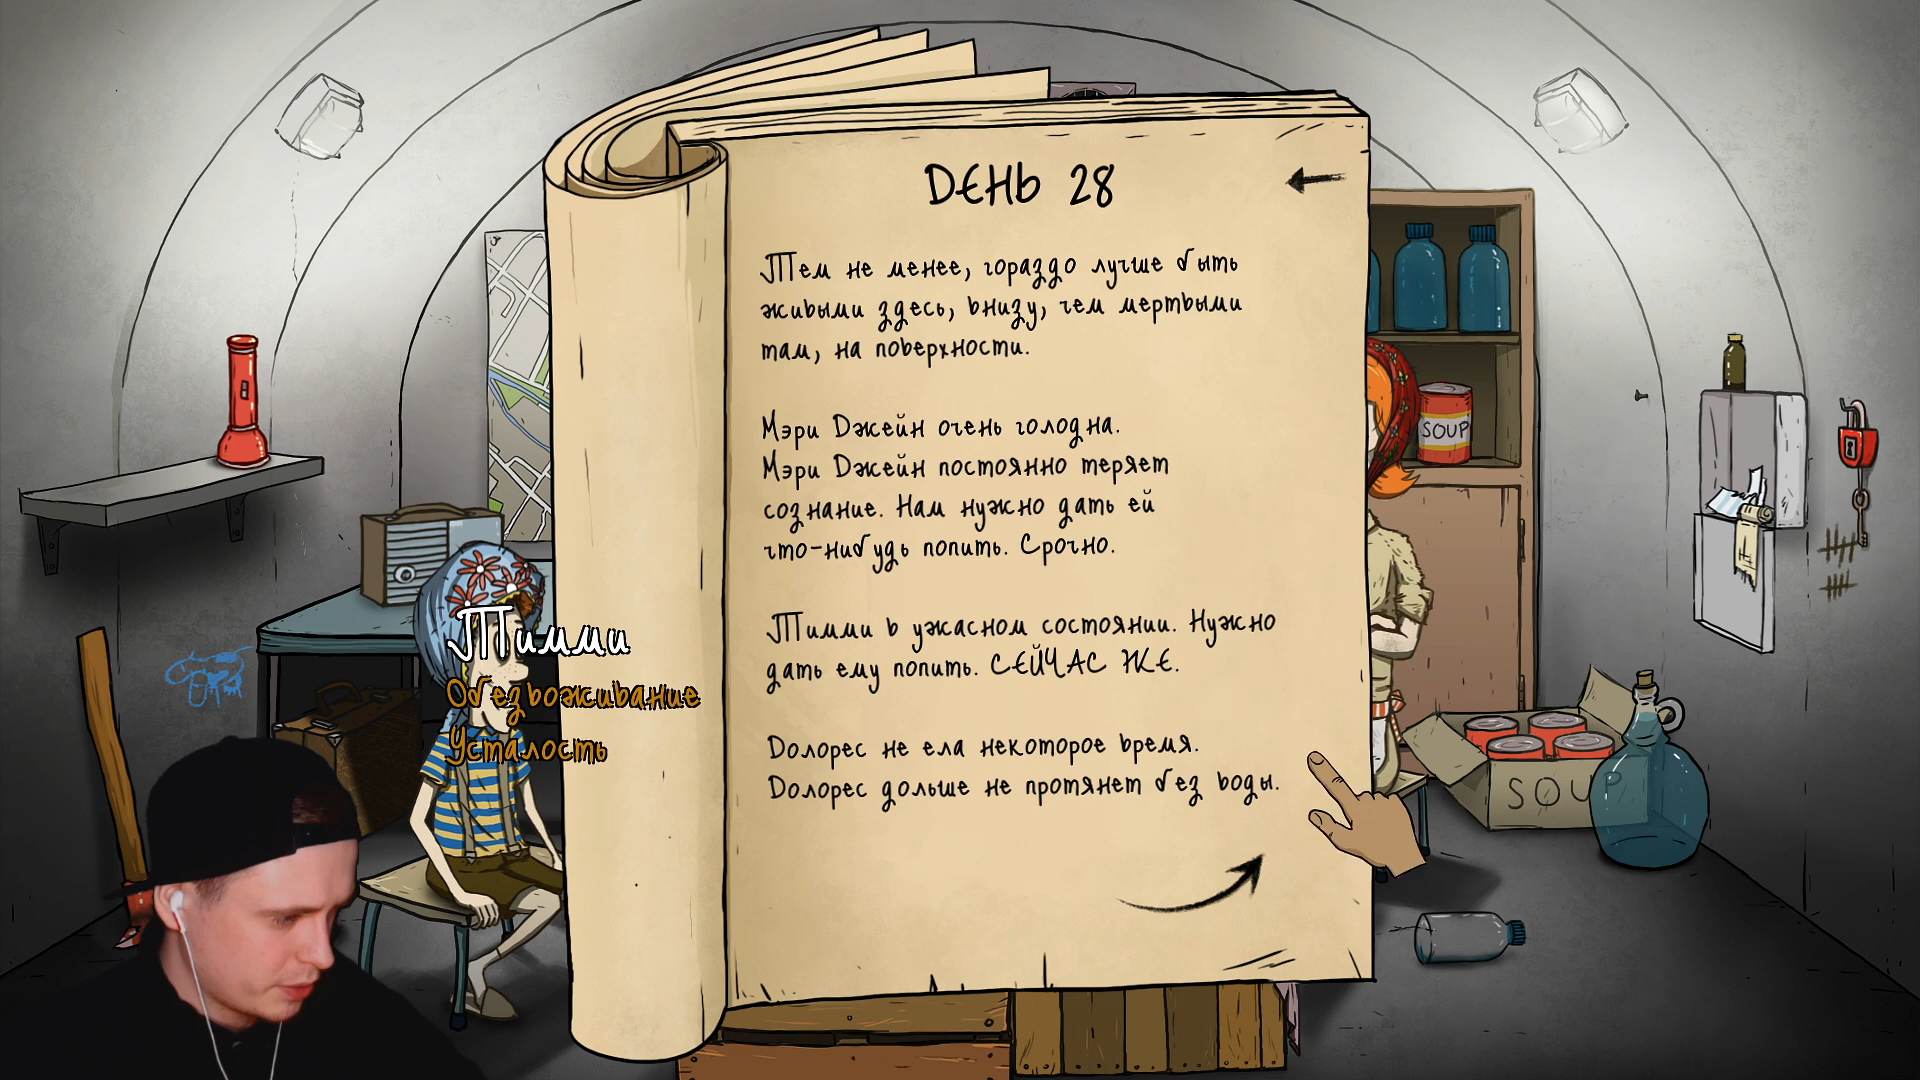 ДЕНЬ 28
Тем не менее, гораздо лучше быть
живыми здесь, внизу, чем мертвыми
там, на поверхности.
Мэри Джейн очень голодна.
Мэри Джейн постоянно теряет
сознание. Нам нужно дать ей
что-нибудь попить. Срочно.
Тимми в ужасном состоянии. Нужно
дать ему попить. СЕЙЧАС ЖЕ.
Долорес не ела некоторое время.
Долорес дольше не протянет без воды.
Тимми
Обезвоживание
Усталость
SOUP
SOUP